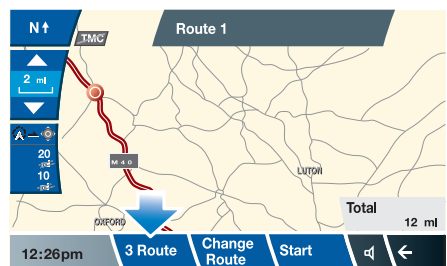 N
TMC
Route 1
2 mi
A
20
10
M40
LUTON
OXFORD
Total
12 mi
12:26pm
3 Route
Change
Route
Start